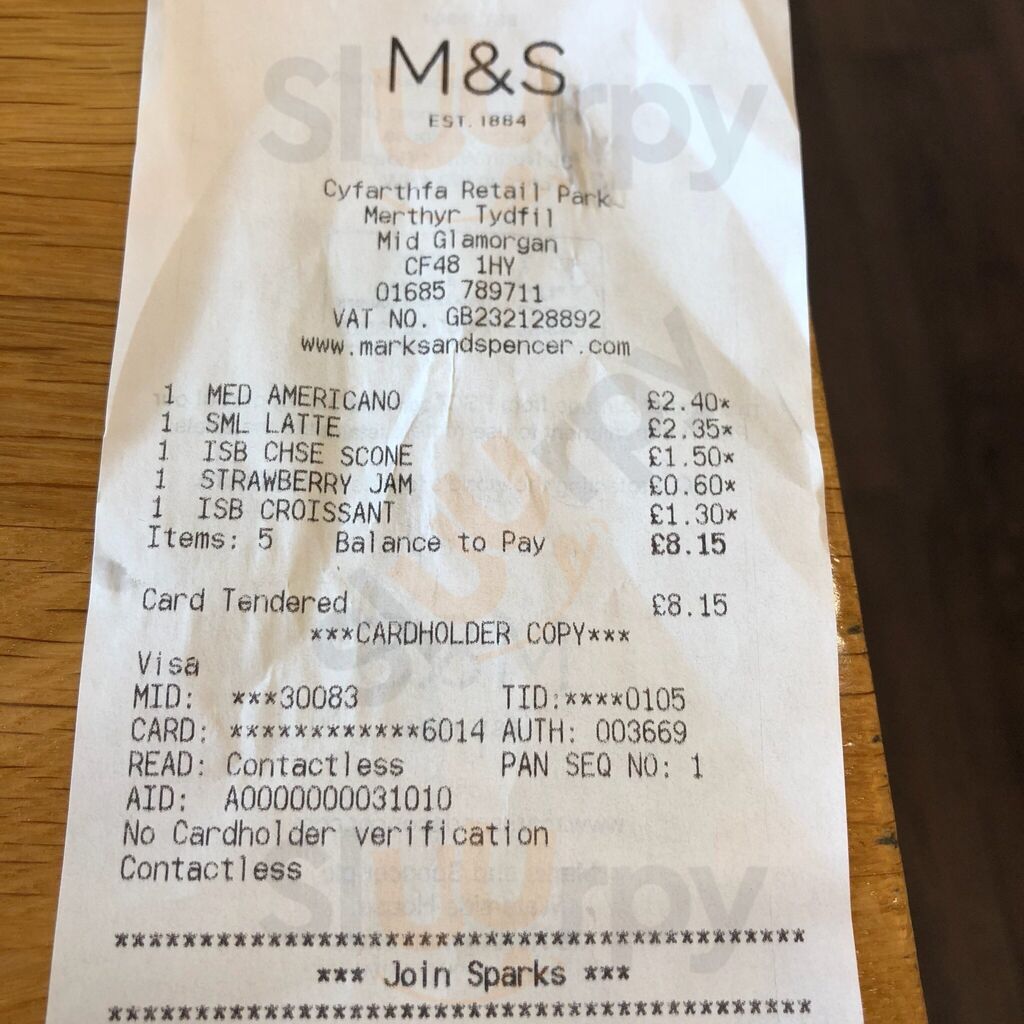 M&S
EST. 1884
Cyfarthfa Retail Park
Merthyr Tydfil
Mid Glamorgan
CF48 1HY
01685 789711
VAT NO. GB232128892
www.marksandspencer.com
1 MED AMERICANO £2.40*
1 SML LATTE £2.35*
1 ISB CHSE SCONE £1.50*
1 STRAWBERRY JAM £0.60*
1 ISB CROISSANT £1.30*
Items: 5 Balance to Pay £8.15
Card Tendered £8.15
***CARDHOLDER COPY***
Visa
MID: ***30083 TID:****0105
CARD: ************6014 AUTH: 003669
READ: Contactless PAN SEQ NO: 1
AID: A0000000031010
No Cardholder verification
Contactless
********************************************
*** Join Sparks ***
********************************************
Sluurpy
Sluurpy
Sluurpy